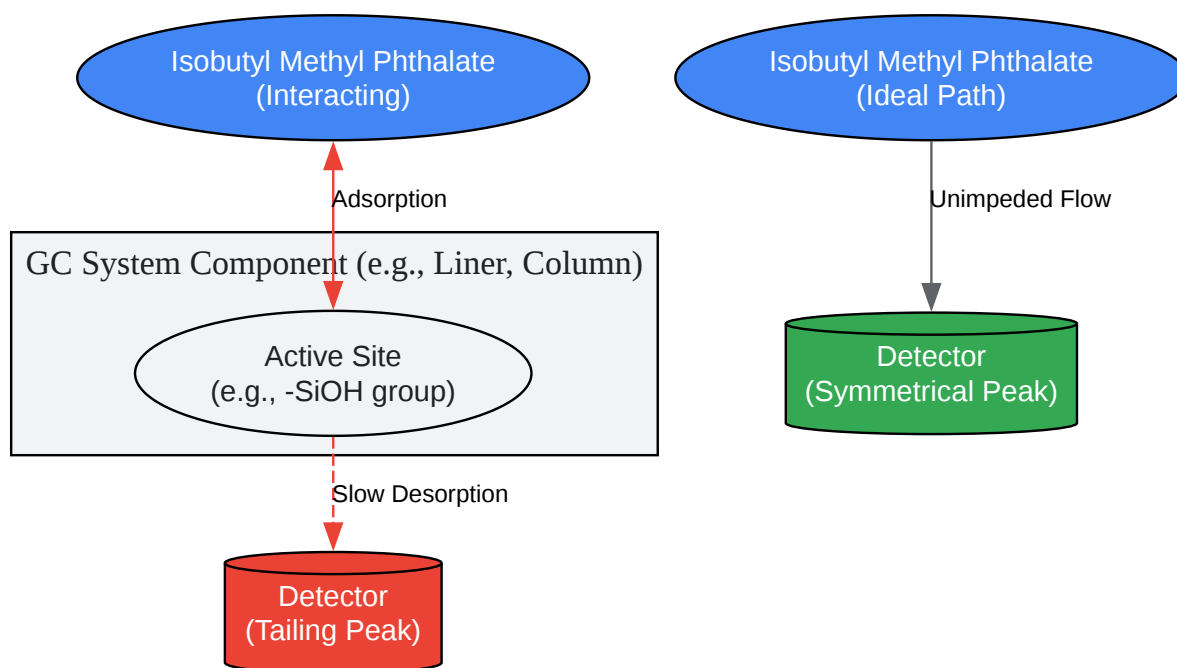 Isobutyl Methyl Phthalate
(Interacting)
Isobutyl Methyl Phthalate
(Ideal Path)
Adsorption
Unimpeded Flow
GC System Component (e.g., Liner, Column)
Active Site
(e.g., -SiOH group)
Detector
(Symmetrical Peak)
Slow Desorption
Detector
(Tailing Peak)